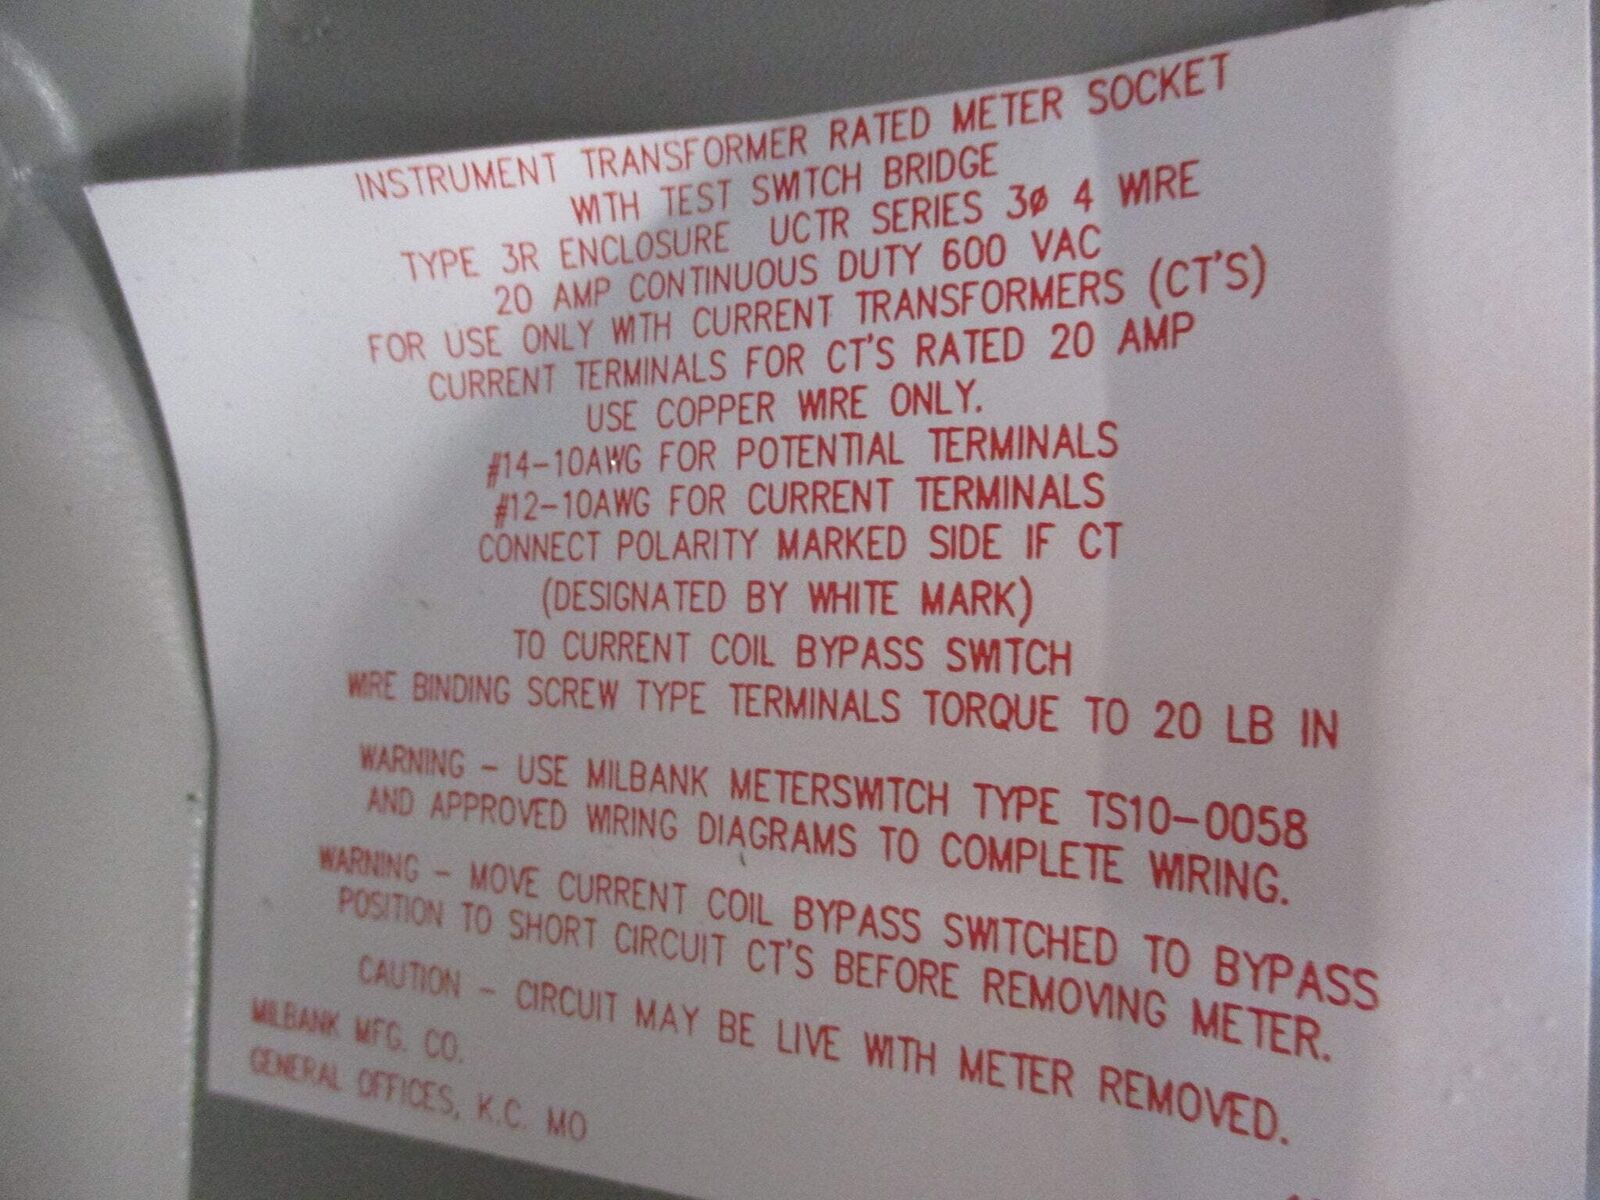 INSTRUMENT TRANSFORMER RATED METER SOCKET
WITH TEST SWITCH BRIDGE
TYPE 3R ENCLOSURE UCTR SERIES 3ø 4 WIRE
20 AMP CONTINUOUS DUTY 600 VAC
FOR USE ONLY WITH CURRENT TRANSFORMERS (CT'S)
CURRENT TERMINALS FOR CT'S RATED 20 AMP
USE COPPER WIRE ONLY.
#14-10AWG FOR POTENTIAL TERMINALS
#12-10AWG FOR CURRENT TERMINALS
CONNECT POLARITY MARKED SIDE IF CT
(DESIGNATED BY WHITE MARK)
TO CURRENT COIL BYPASS SWITCH
WIRE BINDING SCREW TYPE TERMINALS TORQUE TO 20 LB IN
WARNING - USE MILBANK METERSWITCH TYPE TS10-0058
AND APPROVED WIRING DIAGRAMS TO COMPLETE WIRING.
WARNING - MOVE CURRENT COIL BYPASS SWITCHED TO BYPASS
POSITION TO SHORT CIRCUIT CT'S BEFORE REMOVING METER.
CAUTION - CIRCUIT MAY BE LIVE WITH METER REMOVED.
MILBANK MFG. CO.
GENERAL OFFICES, K.C. MO